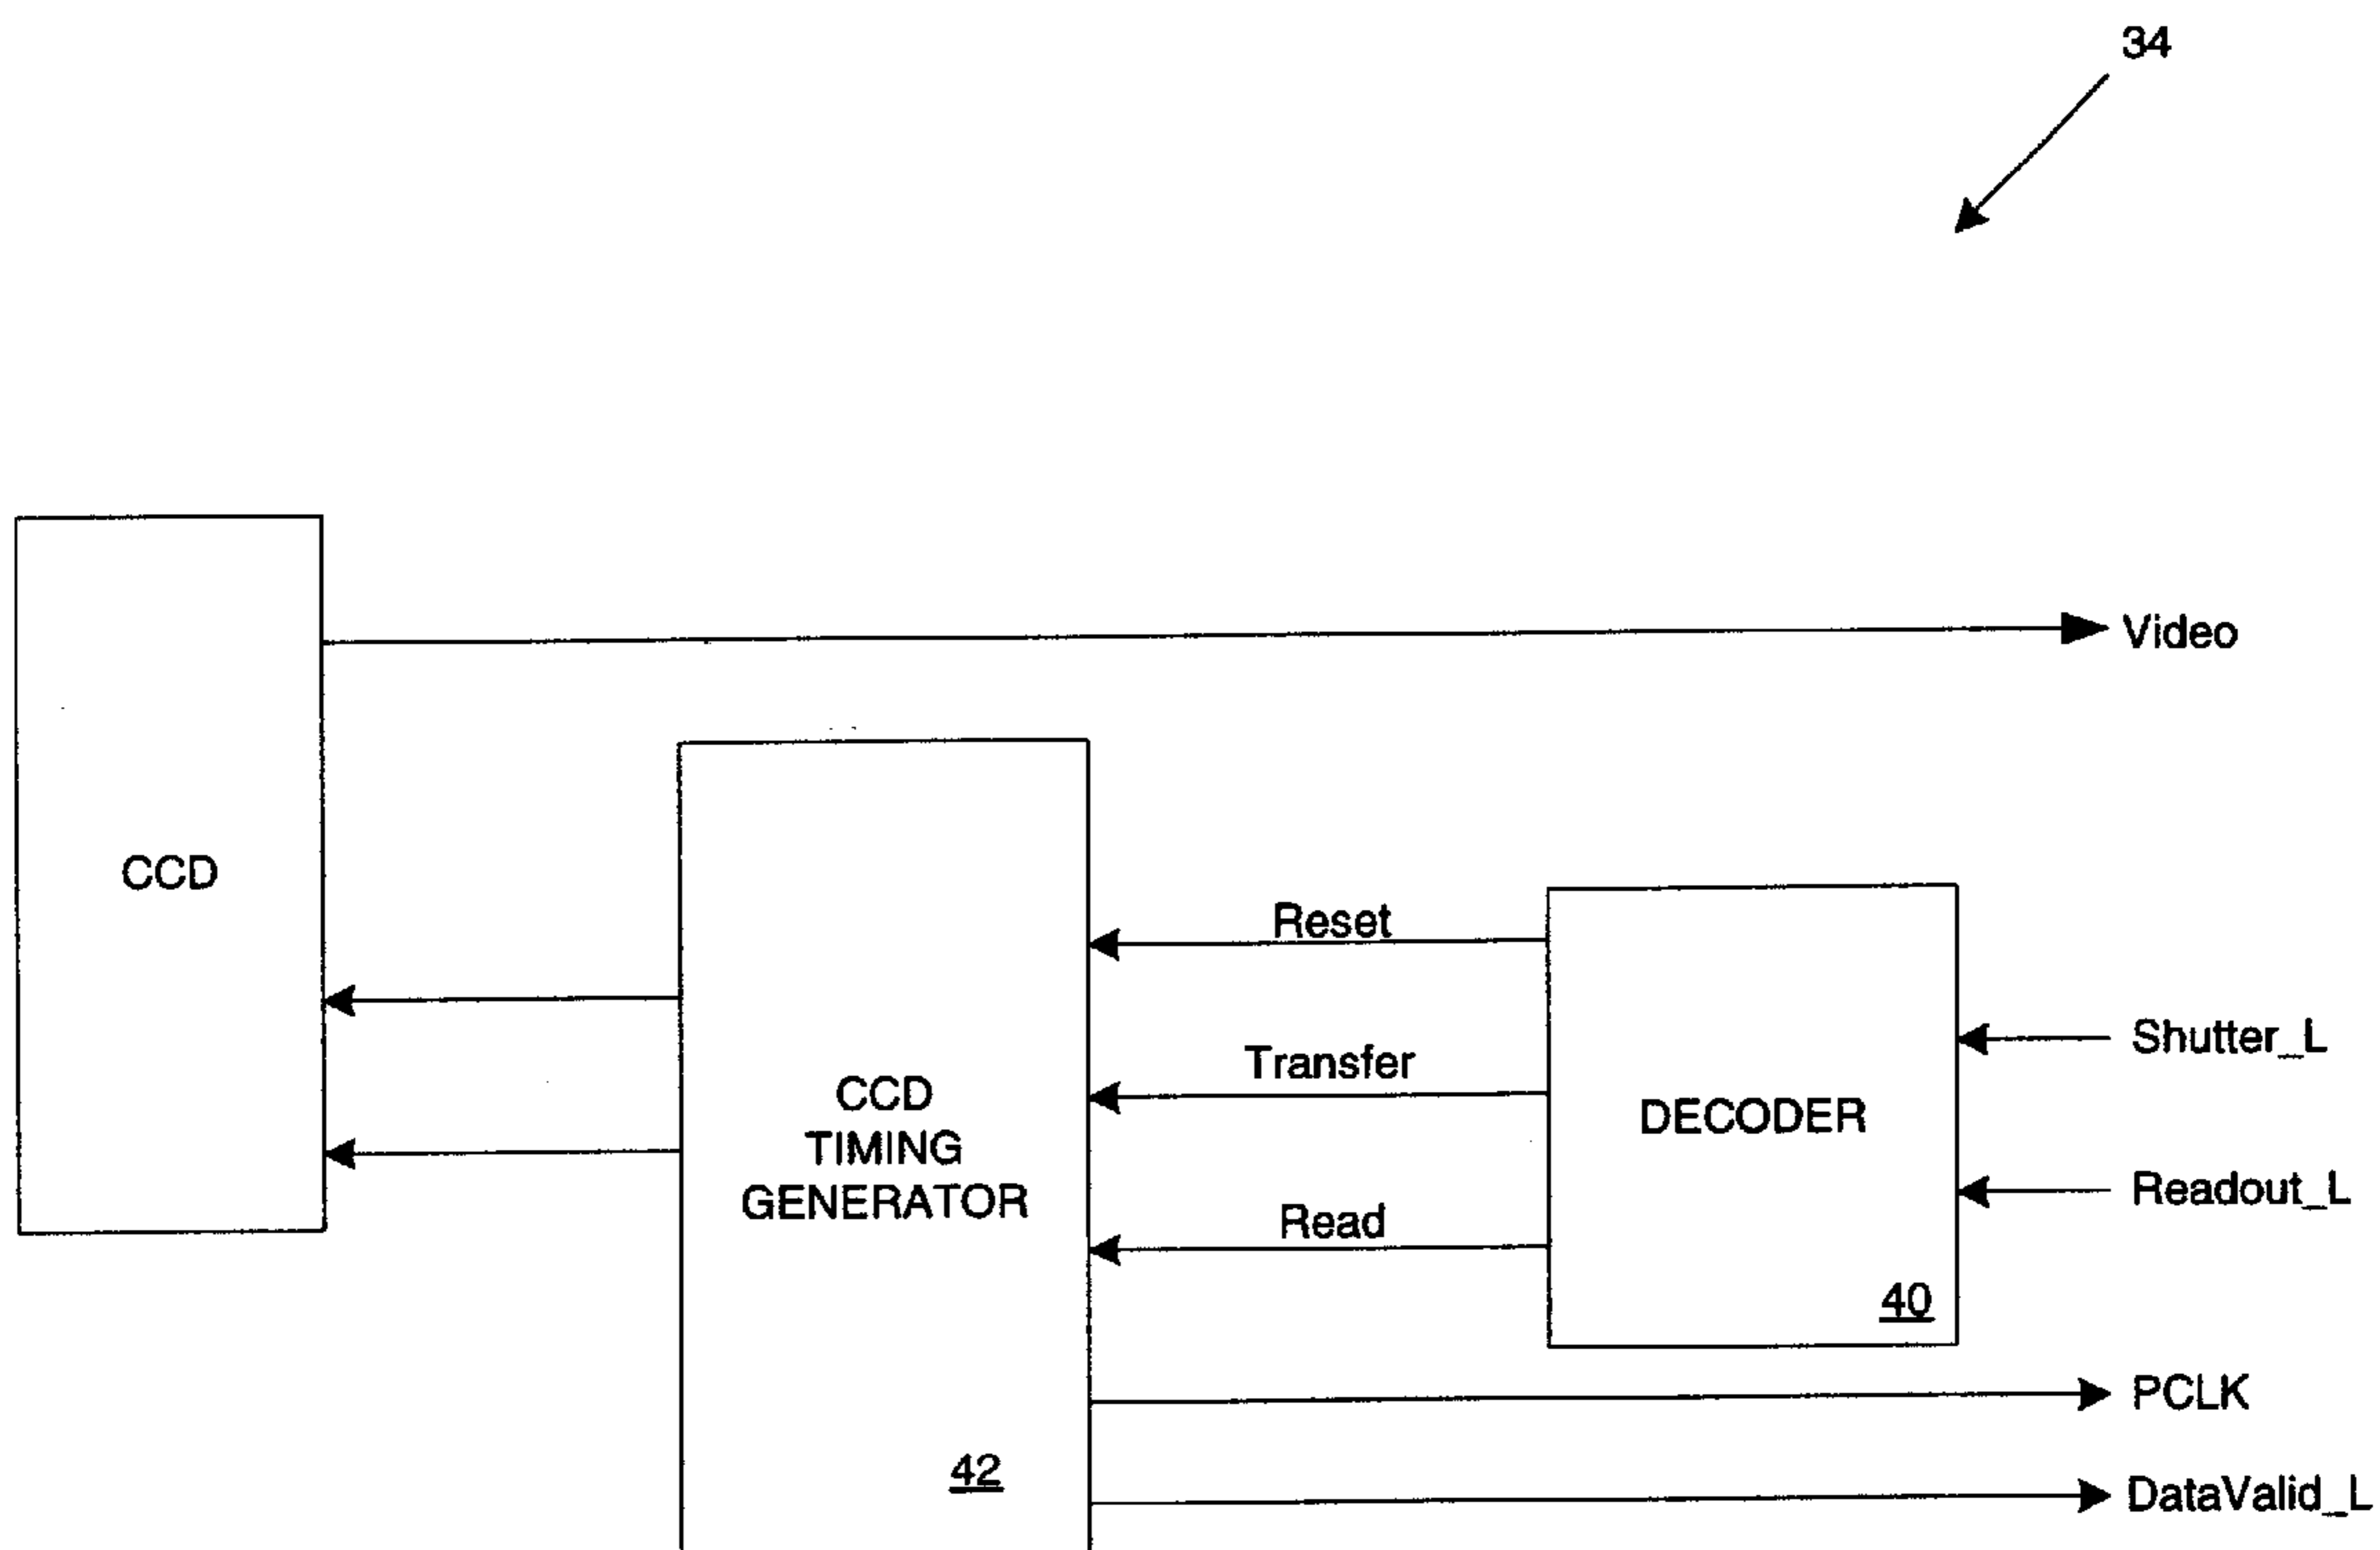 34
Video
CCD
Reset
Transfer
Read
CCD
TIMING
GENERATOR
42
DECODER
40
Shutter_L
Readout_L
PCLK
DataValid_L